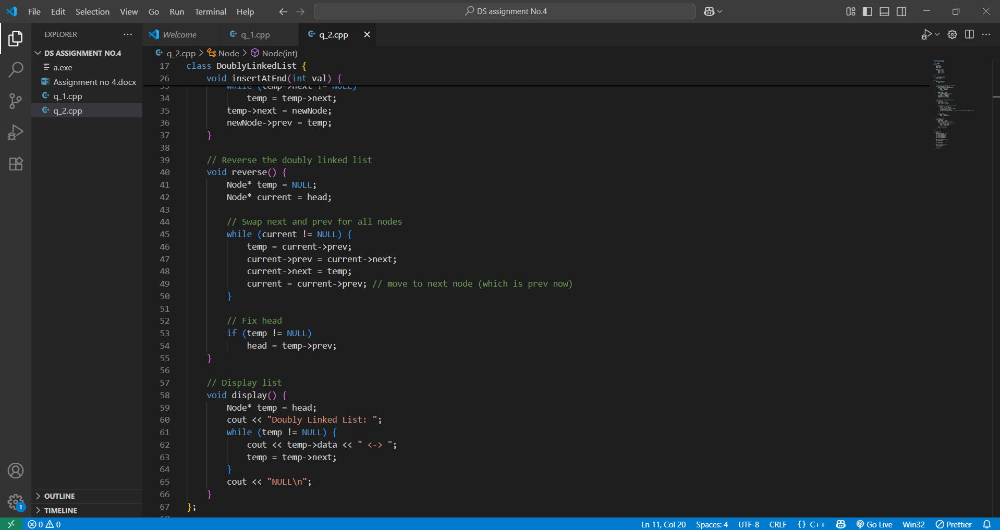 File Edit Selection View Go Run Terminal Help
DS assignment No.4
EXPLORER
Welcome
q_1.cpp
q_2.cpp
DS ASSIGNMENT NO.4
a.exe
Assignment no 4.docx
q_1.cpp
q_2.cpp
OUTLINE
TIMELINE
1
q_2.cpp > Node > Node(int)
17 class DoublyLinkedList {
26 void insertAtEnd(int val) {
33 while (temp->next != NULL)
34 temp = temp->next;
35 temp->next = newNode;
36 newNode->prev = temp;
37 }
38
39 // Reverse the doubly linked list
40 void reverse() {
41 Node* temp = NULL;
42 Node* current = head;
43
44 // Swap next and prev for all nodes
45 while (current != NULL) {
46 temp = current->prev;
47 current->prev = current->next;
48 current->next = temp;
49 current = current->prev; // move to next node (which is prev now)
50 }
51
52 // Fix head
53 if (temp != NULL)
54 head = temp->prev;
55 }
56
57 // Display list
58 void display() {
59 Node* temp = head;
60 cout << "Doubly Linked List: ";
61 while (temp != NULL) {
62 cout << temp->data << " <-> ";
63 temp = temp->next;
64 }
65 cout << "NULL\n";
66 }
67 };
0 0 Ln 11, Col 20 Spaces: 4 UTF-8 CRLF {} C++ Go Live Win32 Prettier